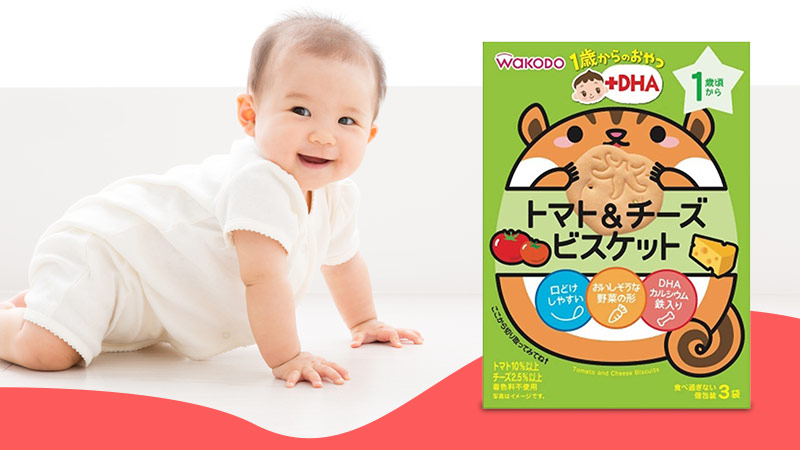 WAKODO
1歳からのおやつ
+DHA
1歳頃
から
トマト&チーズ
ビスケット
口どけ
しやすい
おいしそうな
野菜の形
DHA
カルシウム
鉄入り
ここから切り取ってみてね!
トマト10%以上
チーズ2.5%以上
着色料不使用
写真はイメージです。
Tomato and Cheese Biscuits
食べ過ぎない
個包装3袋